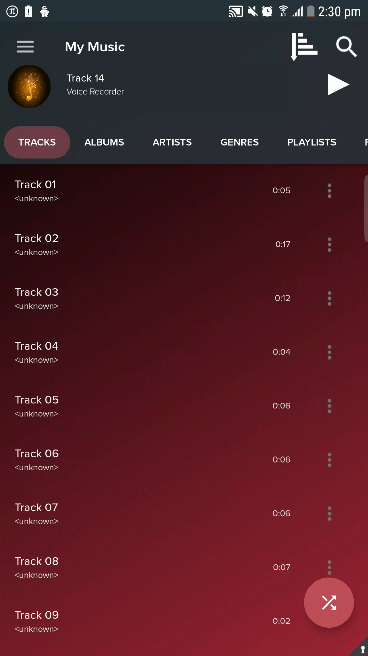 2:30 pm
My Music
Track 14
Voice Recorder
TRACKS ALBUMS ARTISTS GENRES PLAYLISTS F
Track 01
<unknown>
0:05
Track 02
<unknown>
0:17
Track 03
<unknown>
0:12
Track 04
<unknown>
0:04
Track 05
<unknown>
0:06
Track 06
<unknown>
0:06
Track 07
<unknown>
0:06
Track 08
<unknown>
0:07
Track 09
<unknown>
0:02